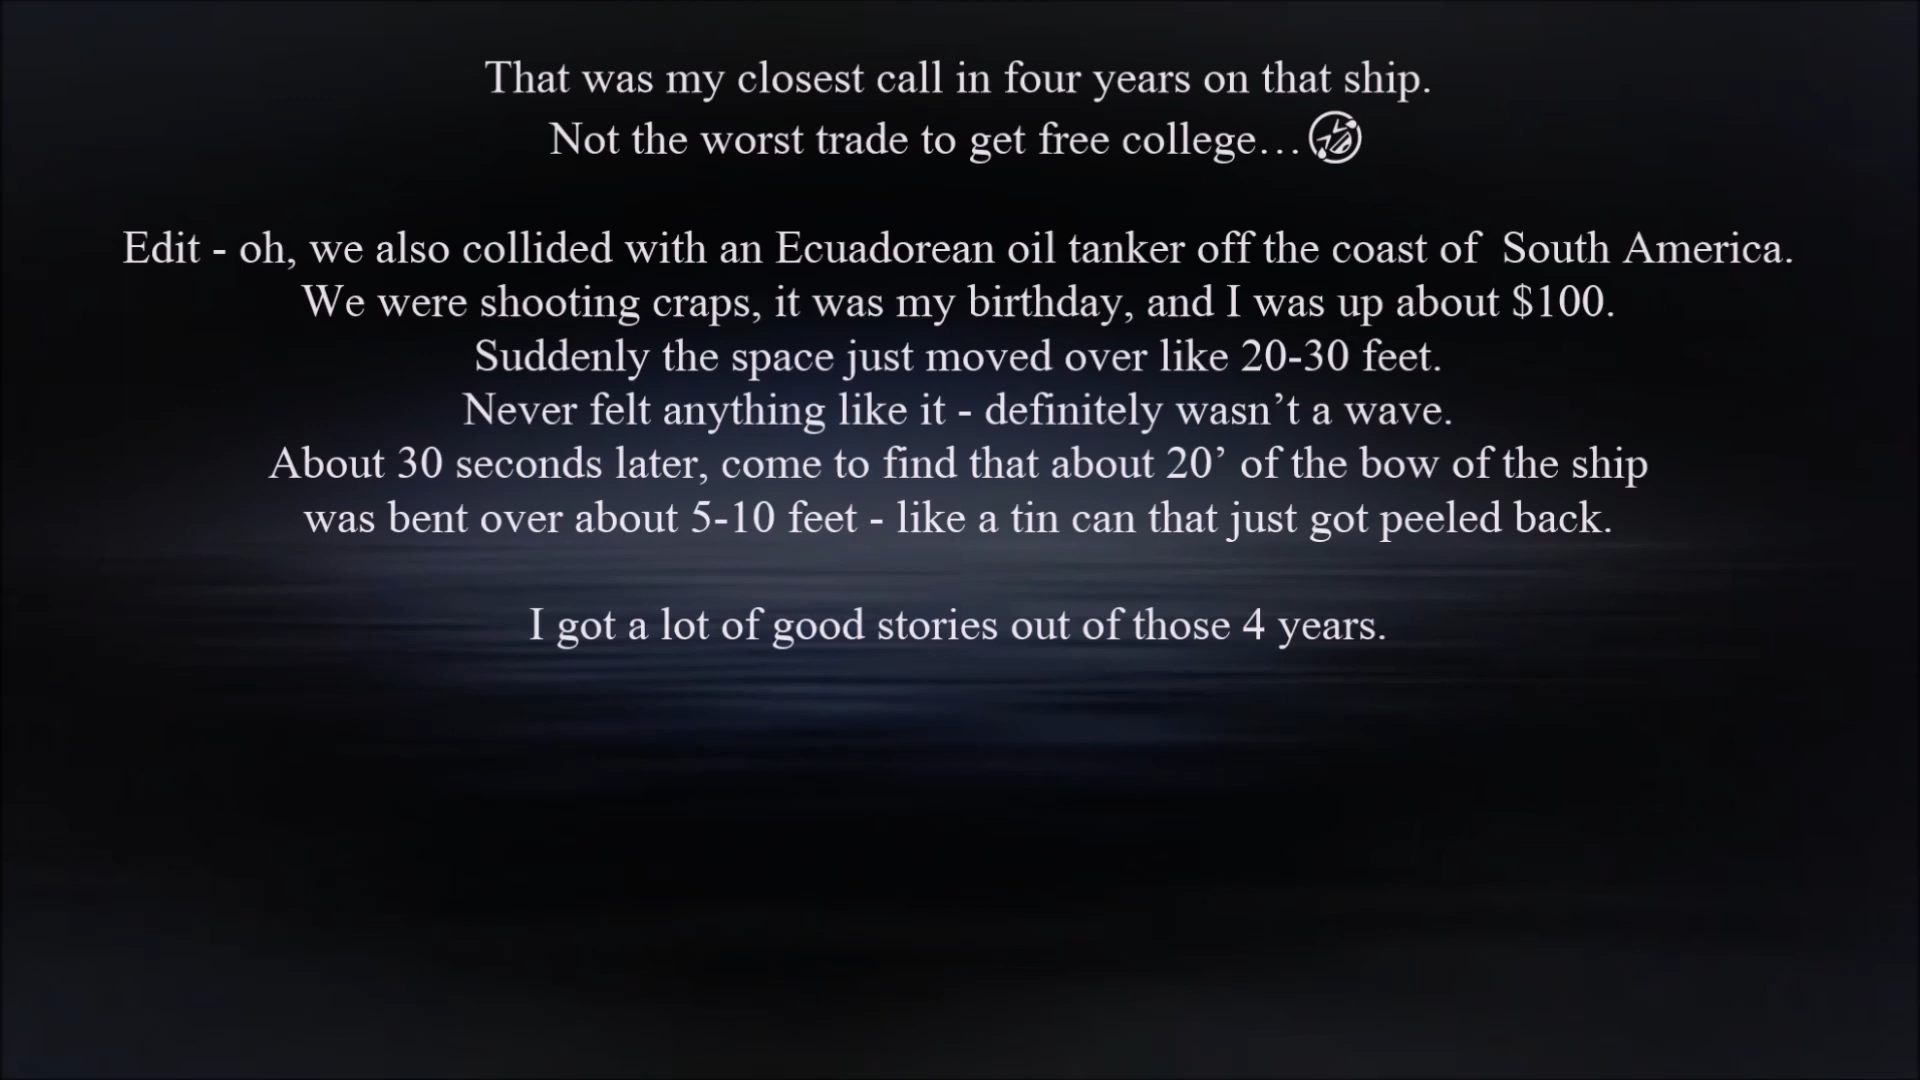 That was my closest call in four years on that ship.
Not the worst trade to get free college…🤣
Edit - oh, we also collided with an Ecuadorean oil tanker off the coast of  South America.
We were shooting craps, it was my birthday, and I was up about $100.
Suddenly the space just moved over like 20-30 feet.
Never felt anything like it - definitely wasn’t a wave.
About 30 seconds later, come to find that about 20’ of the bow of the ship
was bent over about 5-10 feet - like a tin can that just got peeled back.
I got a lot of good stories out of those 4 years.